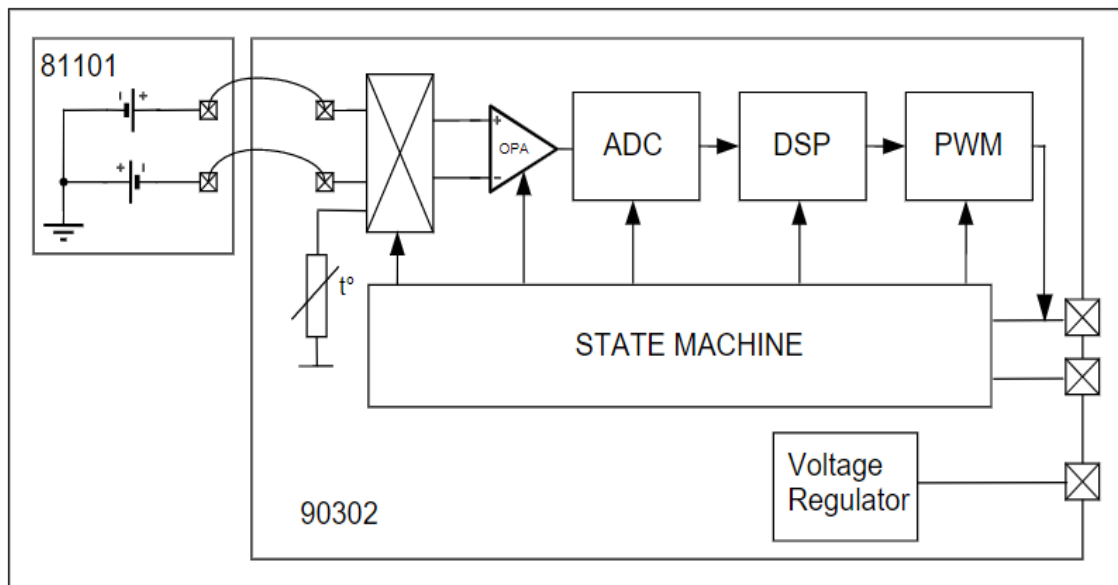 81101
- +
+ -
+
OPA
-
ADC
DSP
PWM
t°
STATE MACHINE
Voltage
Regulator
90302